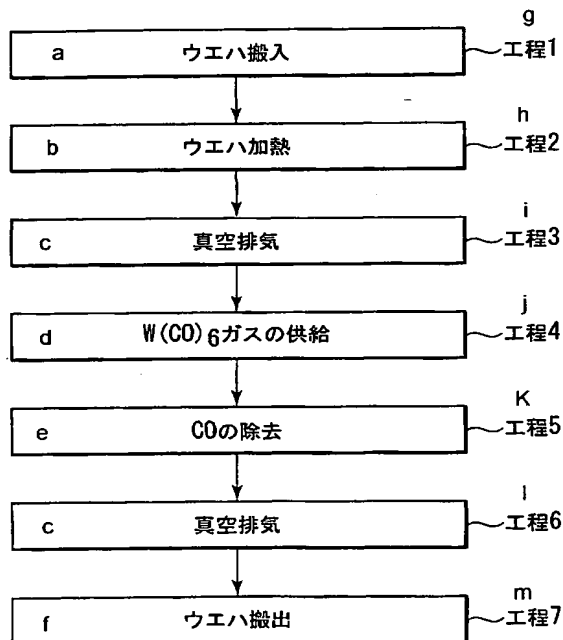 g
a ウエハ搬入 工程1
h
b ウエハ加熱 工程2
i
c 真空排気 工程3
j
d W(CO)6ガスの供給 工程4
K
e COの除去 工程5
l
c 真空排気 工程6
m
f ウエハ搬出 工程7